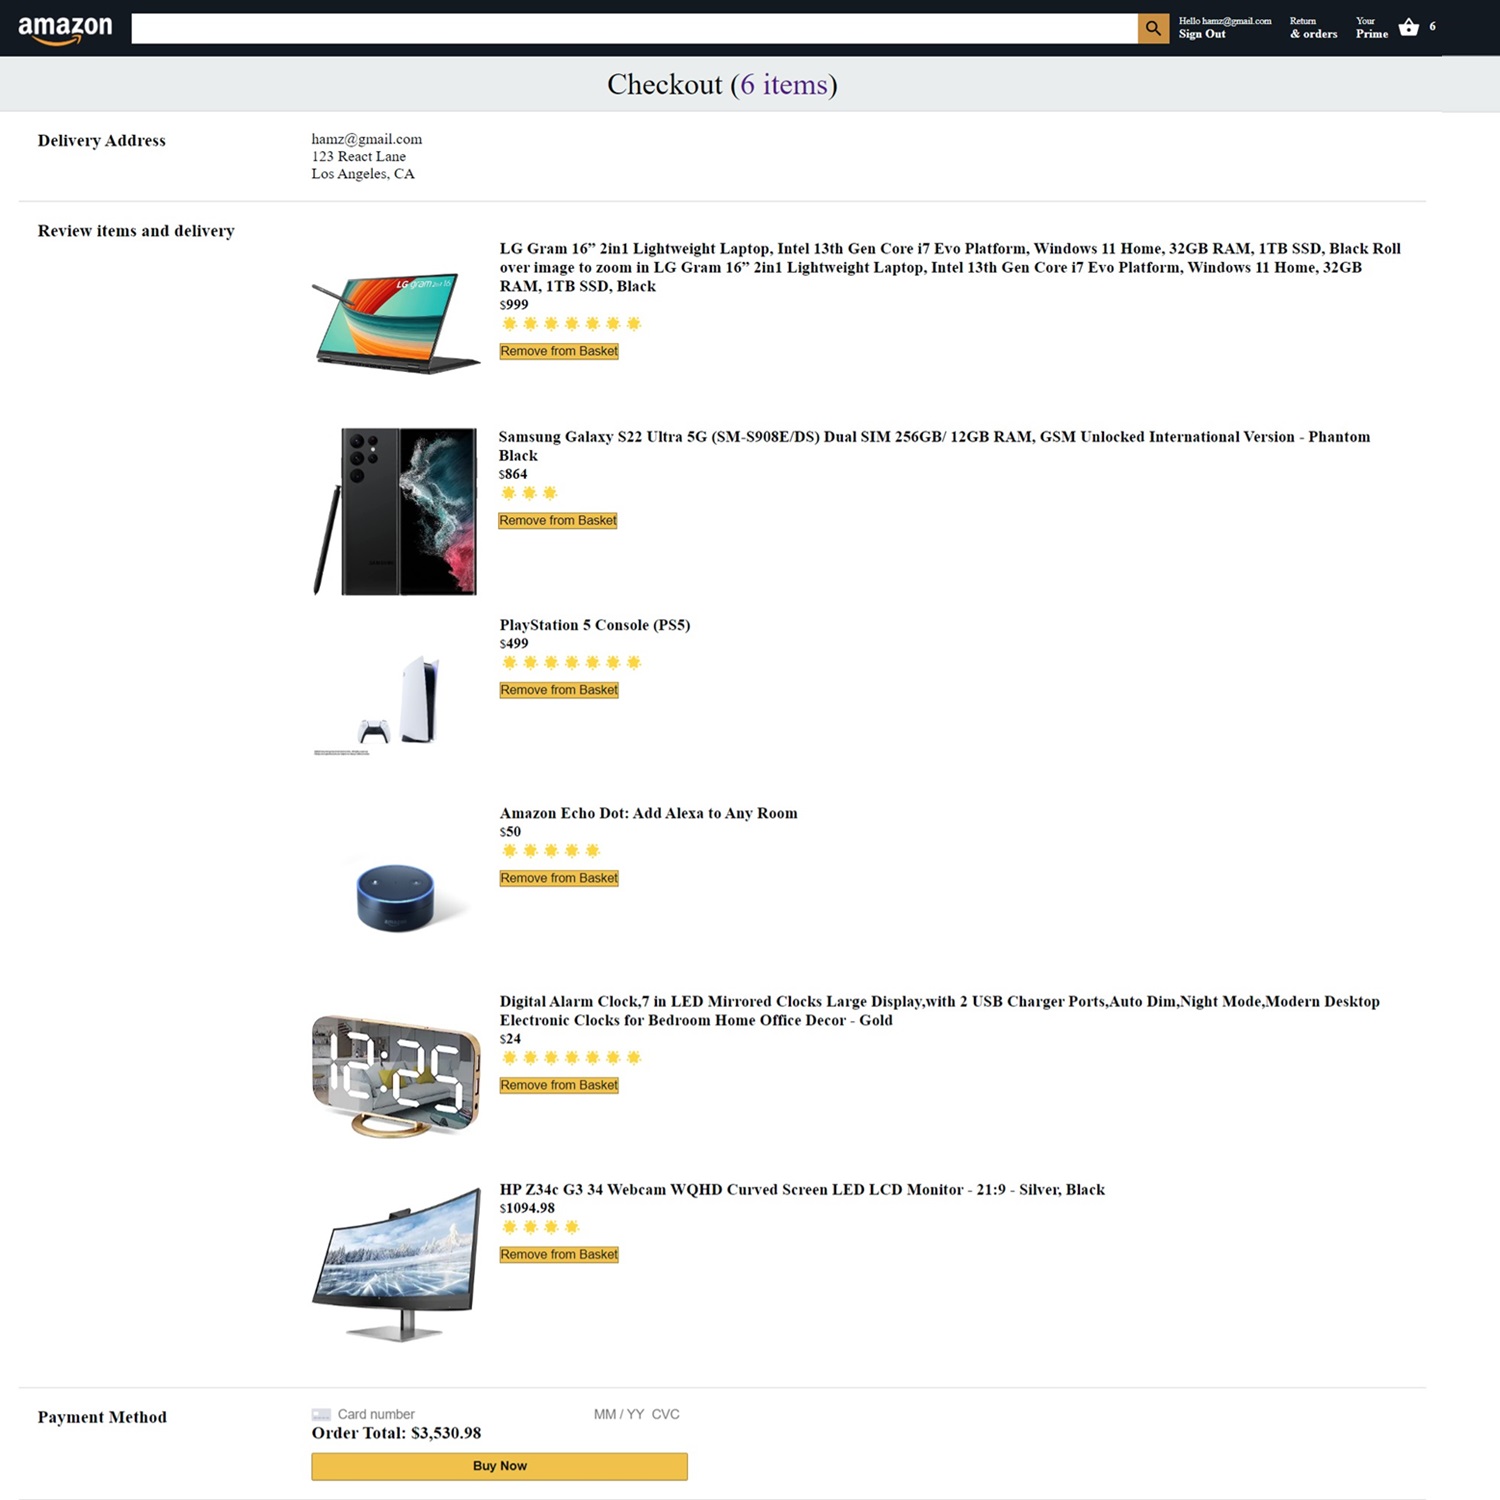 amazon
Hello hamz@gmail.com
Sign Out
Return
& orders
Your
Prime
6
Checkout (6 items)
Delivery Address
hamz@gmail.com
123 React Lane
Los Angeles, CA
Review items and delivery
LG gram 2in1 16
LG Gram 16” 2in1 Lightweight Laptop, Intel 13th Gen Core i7 Evo Platform, Windows 11 Home, 32GB RAM, 1TB SSD, Black Roll
over image to zoom in LG Gram 16” 2in1 Lightweight Laptop, Intel 13th Gen Core i7 Evo Platform, Windows 11 Home, 32GB
RAM, 1TB SSD, Black
$999
Remove from Basket
Samsung Galaxy S22 Ultra 5G (SM-S908E/DS) Dual SIM 256GB/ 12GB RAM, GSM Unlocked International Version - Phantom
Black
$864
Remove from Basket
PlayStation 5 Console (PS5)
$499
Remove from Basket
Amazon Echo Dot: Add Alexa to Any Room
$50
Remove from Basket
Digital Alarm Clock,7 in LED Mirrored Clocks Large Display,with 2 USB Charger Ports,Auto Dim,Night Mode,Modern Desktop
Electronic Clocks for Bedroom Home Office Decor - Gold
$24
Remove from Basket
12:25
HP Z34c G3 34 Webcam WQHD Curved Screen LED LCD Monitor - 21:9 - Silver, Black
$1094.98
Remove from Basket
Payment Method
Card number
MM / YY CVC
Order Total: $3,530.98
Buy Now